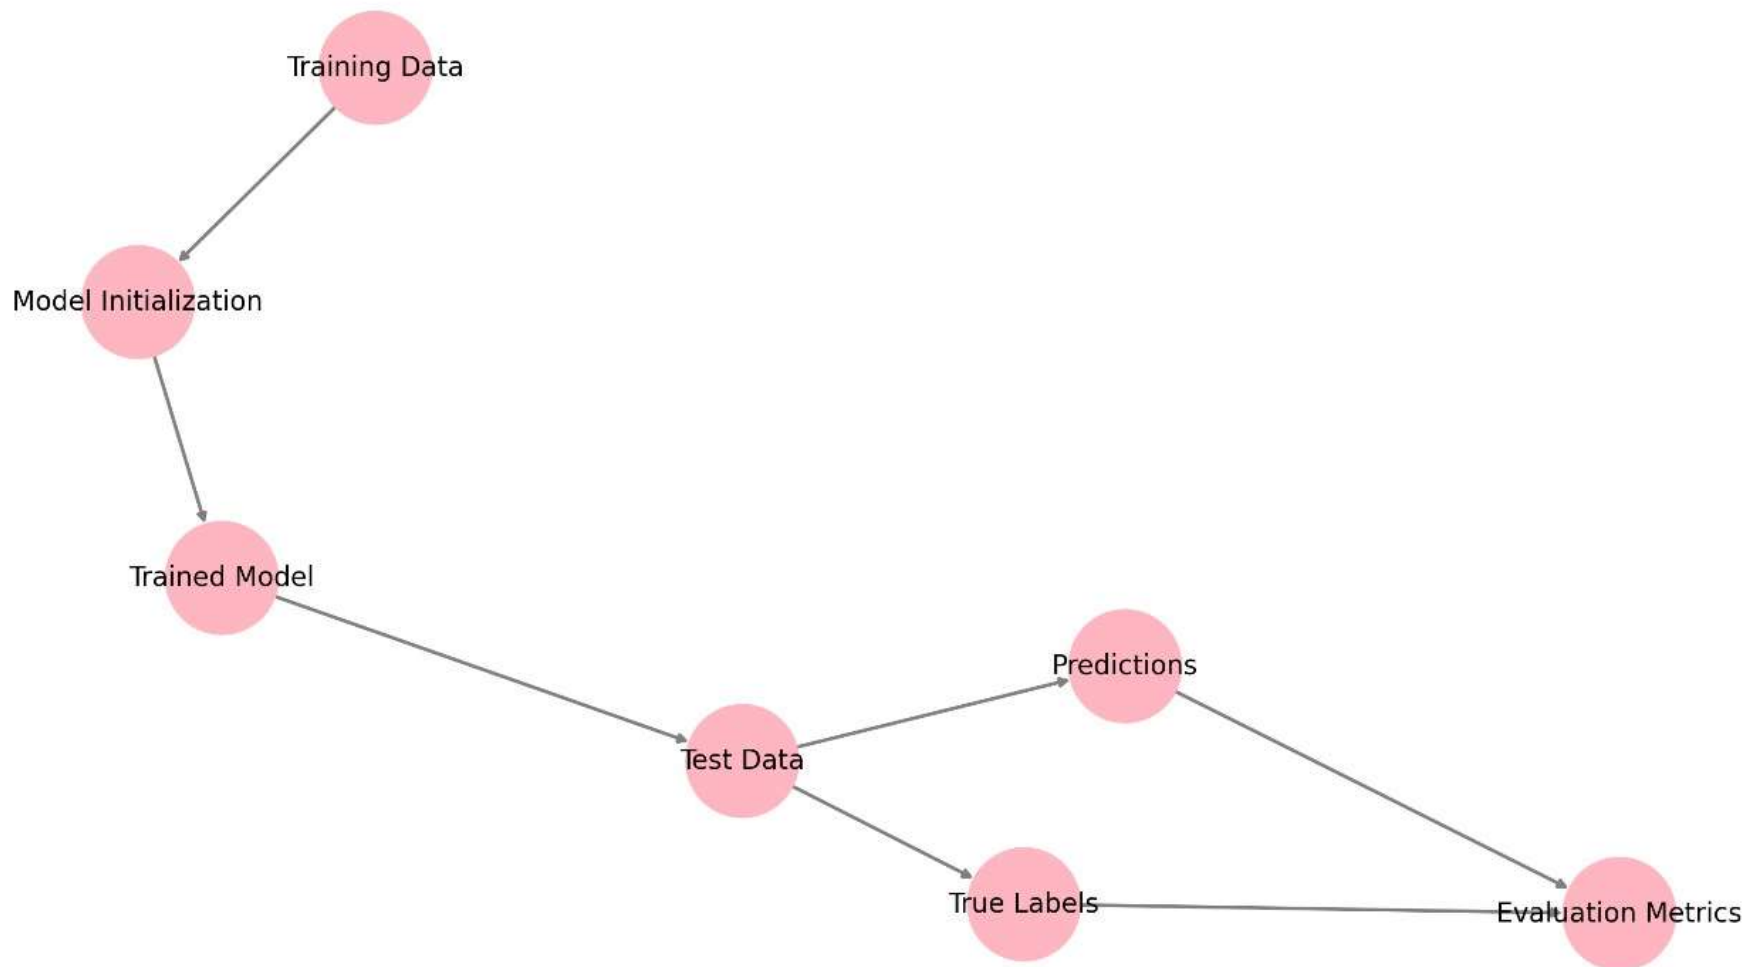 Training Data
Model Initialization
Trained Model
Predictions
Test Data
True Labels
Evaluation Metrics